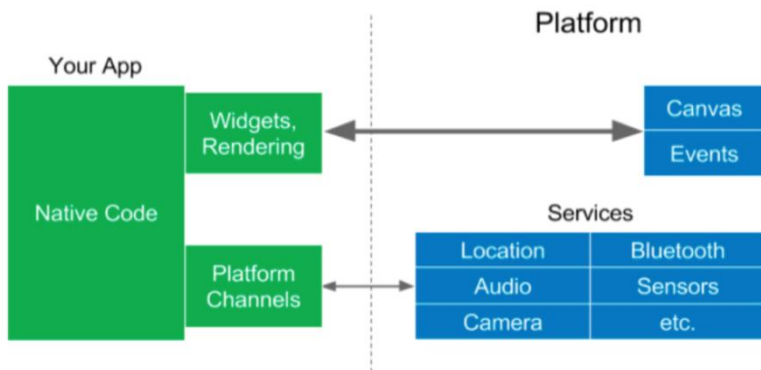 Platform
Your App
Widgets,
Rendering
Canvas
Events
Native Code
Services
Platform
Channels
Location
Bluetooth
Audio
Sensors
Camera
etc.